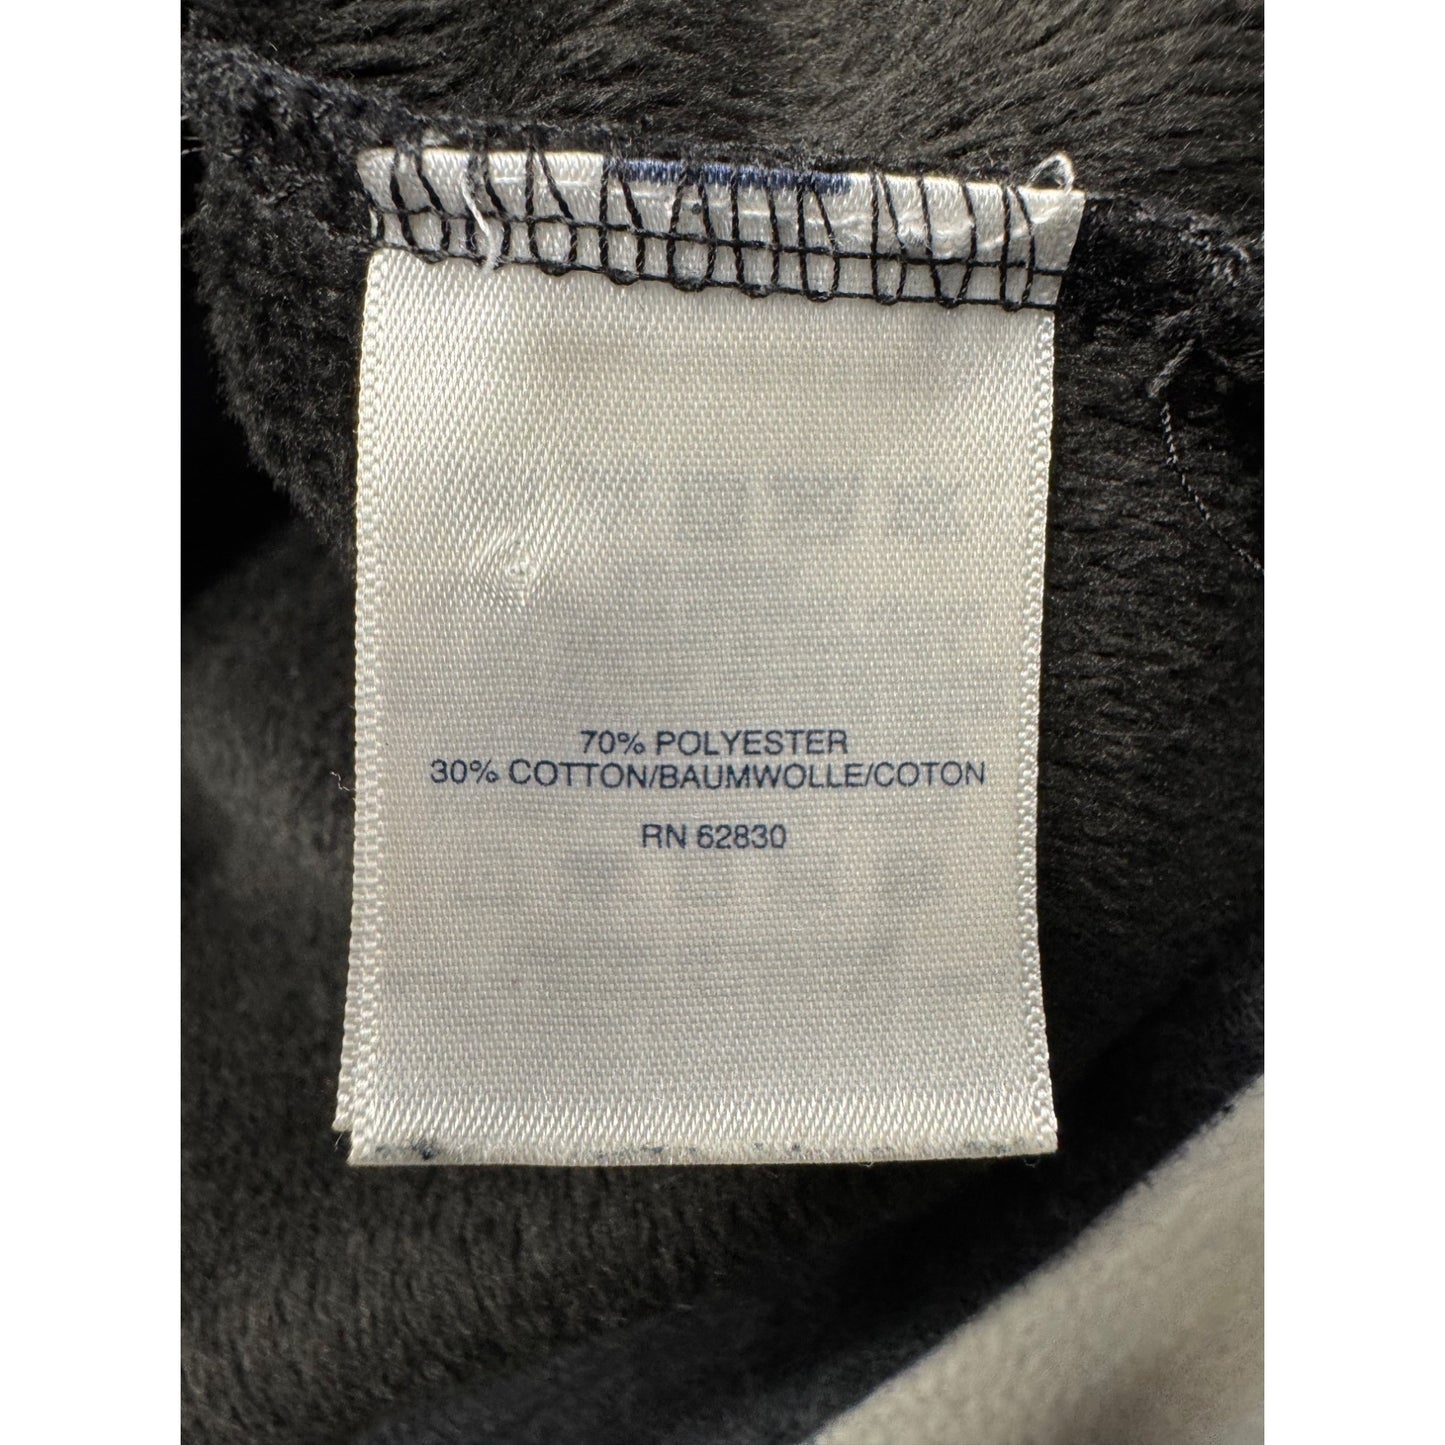 70% POLYESTER
30% COTTON/BAUMWOLLE/COTON
RN 62830